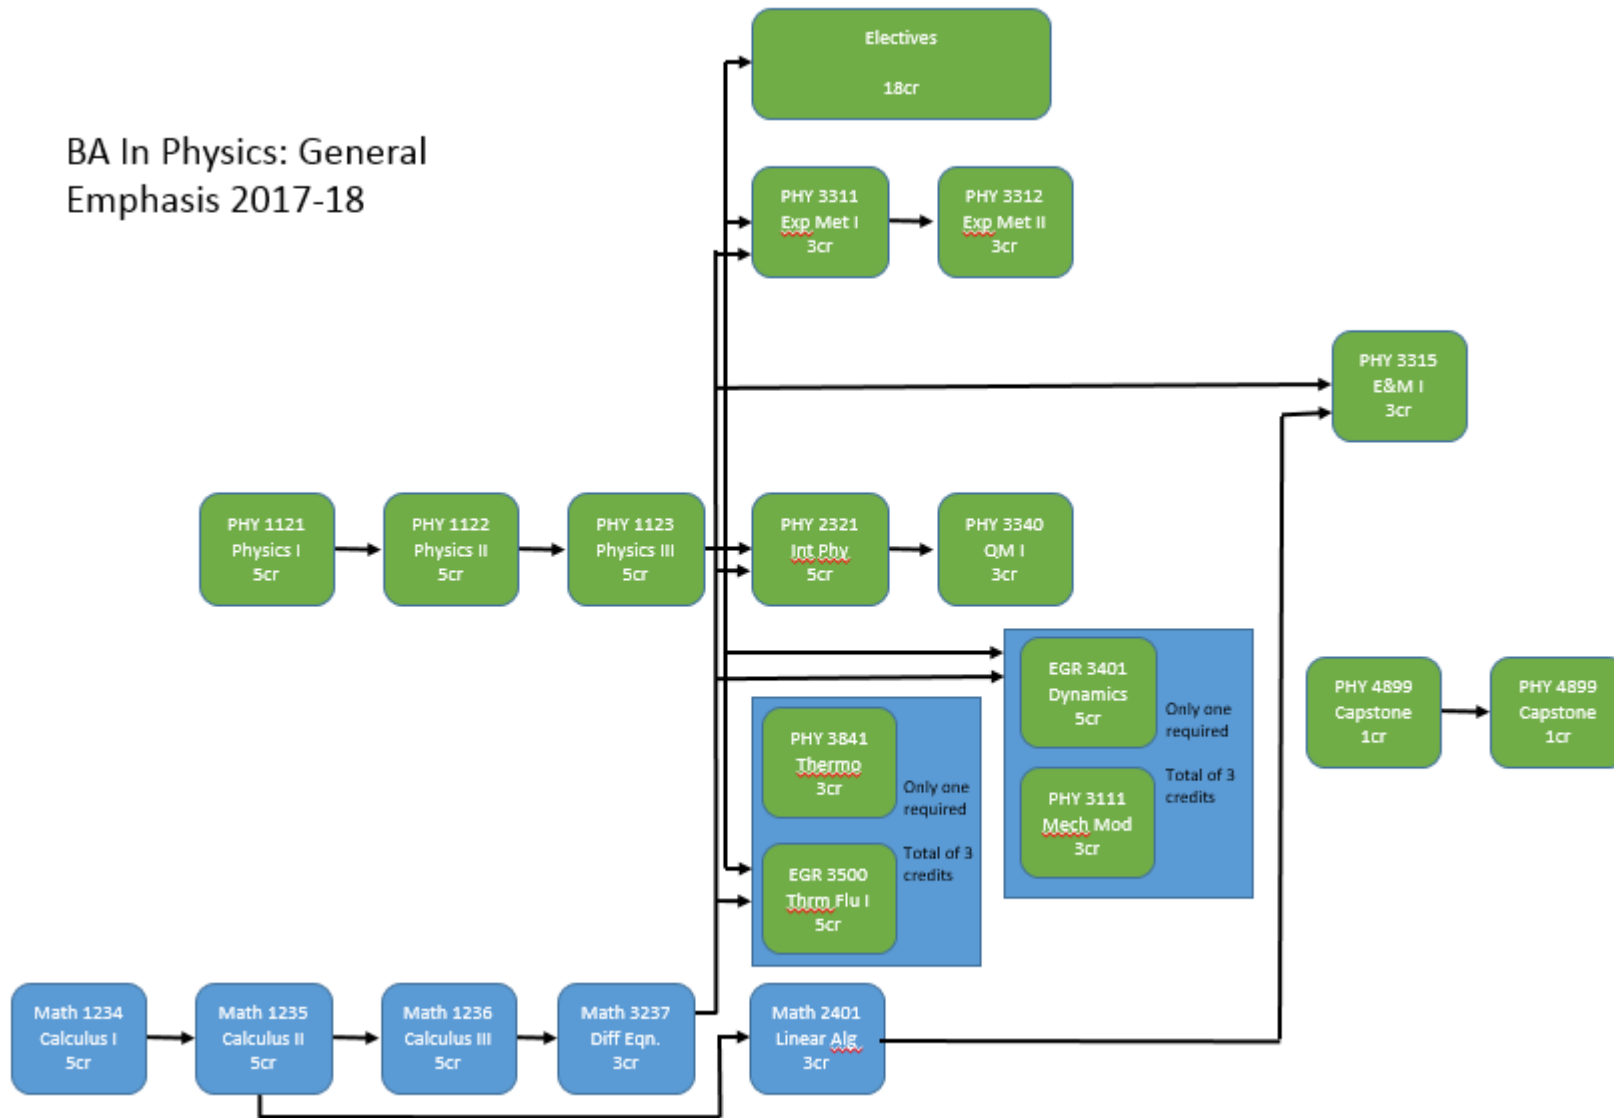 Electives
18cr
BA In Physics: General
Emphasis 2017-18
PHY 3311
Exp Met I
3cr
PHY 3312
Exp Met II
3cr
PHY 3315
E&M I
3cr
PHY 1121
Physics I
5cr
PHY 1122
Physics II
5cr
PHY 1123
Physics III
5cr
PHY 2321
Int Phy
5cr
PHY 3340
QM I
3cr
EGR 3401
Dynamics
5cr
Only one
required
Total of 3
credits
PHY 3111
Mech Mod
3cr
PHY 4899
Capstone
1cr
PHY 4899
Capstone
1cr
PHY 3841
Thermo
3cr
Only one
required
Total of 3
credits
EGR 3500
Thrm Flu I
5cr
Math 1234
Calculus I
5cr
Math 1235
Calculus II
5cr
Math 1236
Calculus III
5cr
Math 3237
Diff Eqn.
3cr
Math 2401
Linear Alg
3cr